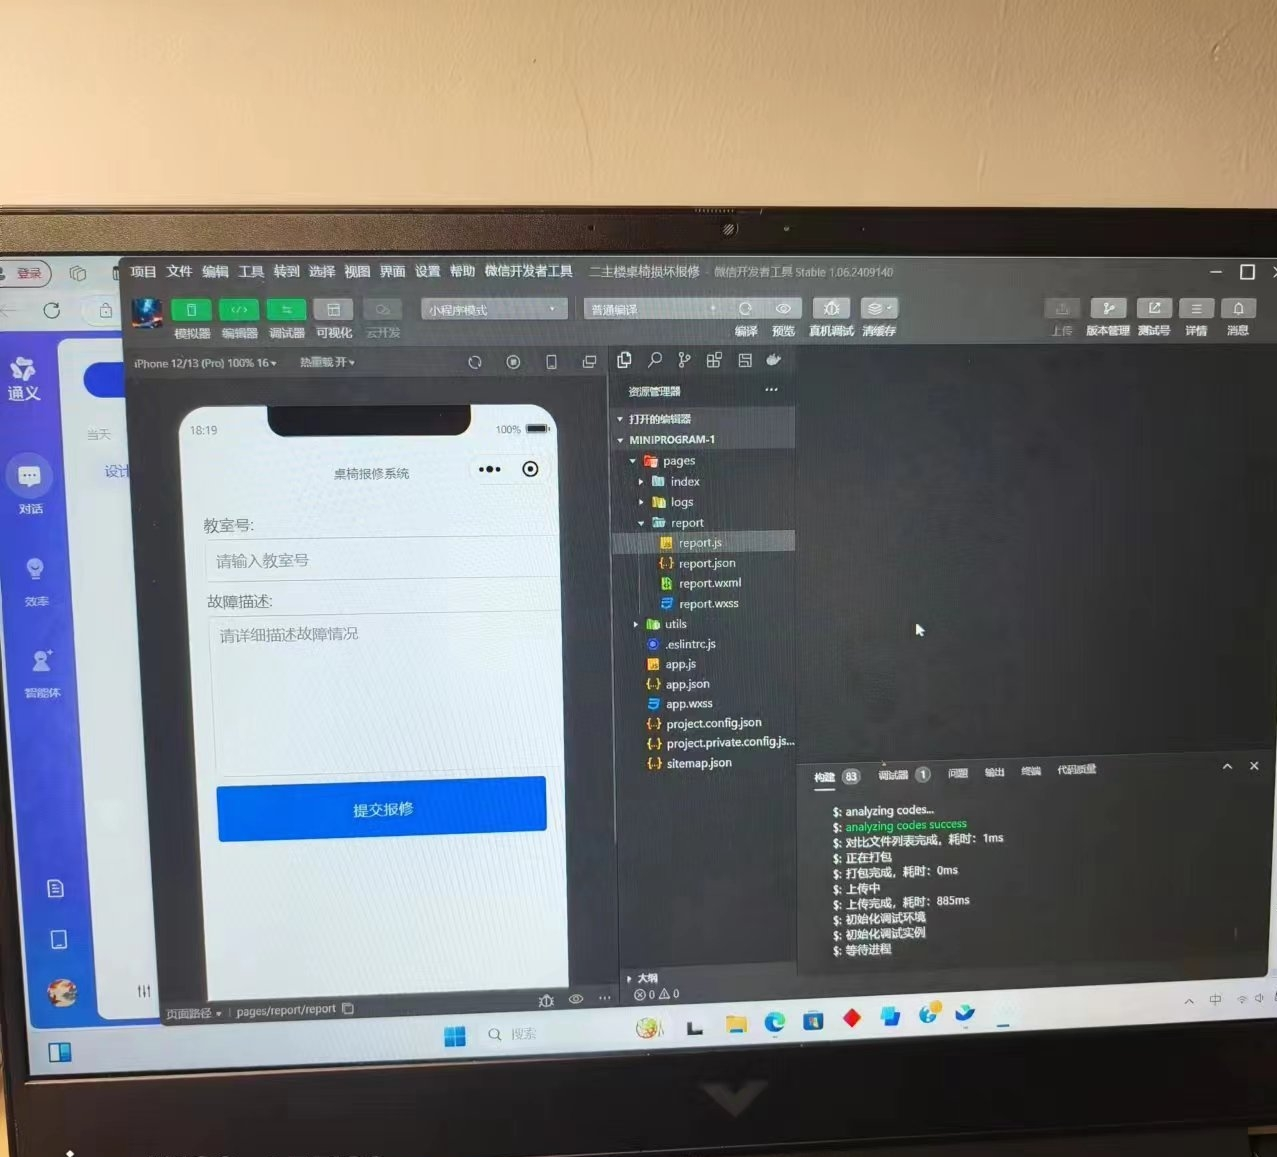 登录
项目 文件 编辑 工具 转到 选择 视图 界面 设置 帮助 微信开发者工具 二主楼桌椅损坏报修 - 微信开发者工具 Stable 1.06.2409140
小程序模式
普通编译
模拟器 编辑器 调试器 可视化 云开发
编译 预览 真机调试 清缓存
上传 版本管理 测试号 详情 消息
通义
当天
设计
对话
效率
智能体
iPhone 12/13 (Pro) 100% 16
热重载 开
18:19
100%
桌椅报修系统
教室号:
请输入教室号
故障描述:
请详细描述故障情况
提交报修
页面路径
pages/report/report
资源管理器
打开的编辑器
MINIPROGRAM-1
pages
index
logs
report
report.js
report.json
report.wxml
report.wxss
utils
.eslintrc.js
app.js
app.json
app.wxss
project.config.json
project.private.config.js...
sitemap.json
大纲
0 0
构建 83 调试器 1 问题 输出 终端 代码质量
$: analyzing codes...
$: analyzing codes success
$: 对比文件列表完成，耗时：1ms
$: 正在打包
$: 打包完成，耗时：0ms
$: 上传中
$: 上传完成，耗时：885ms
$: 初始化调试环境
$: 初始化调试实例
$: 等待进程
搜索
中